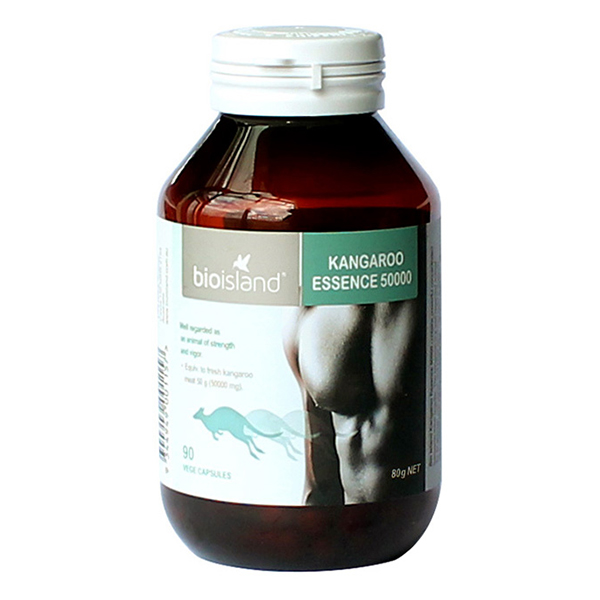 bioisland®
KANGAROO
ESSENCE 50000
Well regarded as
an animal of strength
and vigor
- Equiv. to fresh kangaroo
meat 50 g (50000 mg).
90
VEGE CAPSULES
80g NET